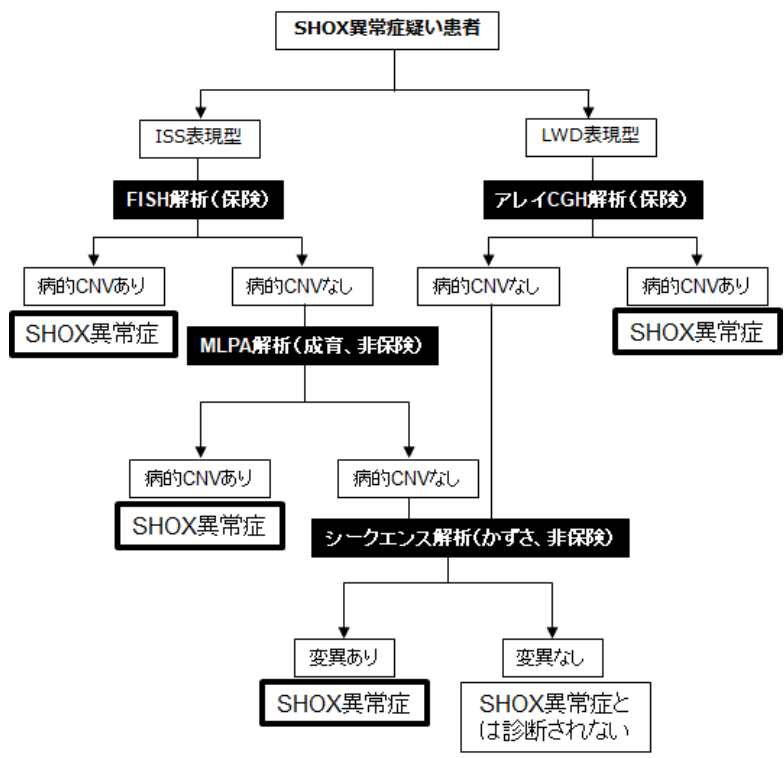 SHOX異常症疑い患者
ISS表現型
LWD表現型
FISH解析(保険)
アレイCGH解析(保険)
病的CNVあり
病的CNVなし
病的CNVなし
病的CNVあり
SHOX異常症
SHOX異常症
MLPA解析(成育、非保険)
病的CNVあり
病的CNVなし
SHOX異常症
シークエンス解析(かずさ、非保険)
変異あり
変異なし
SHOX異常症
SHOX異常症と
は診断されない